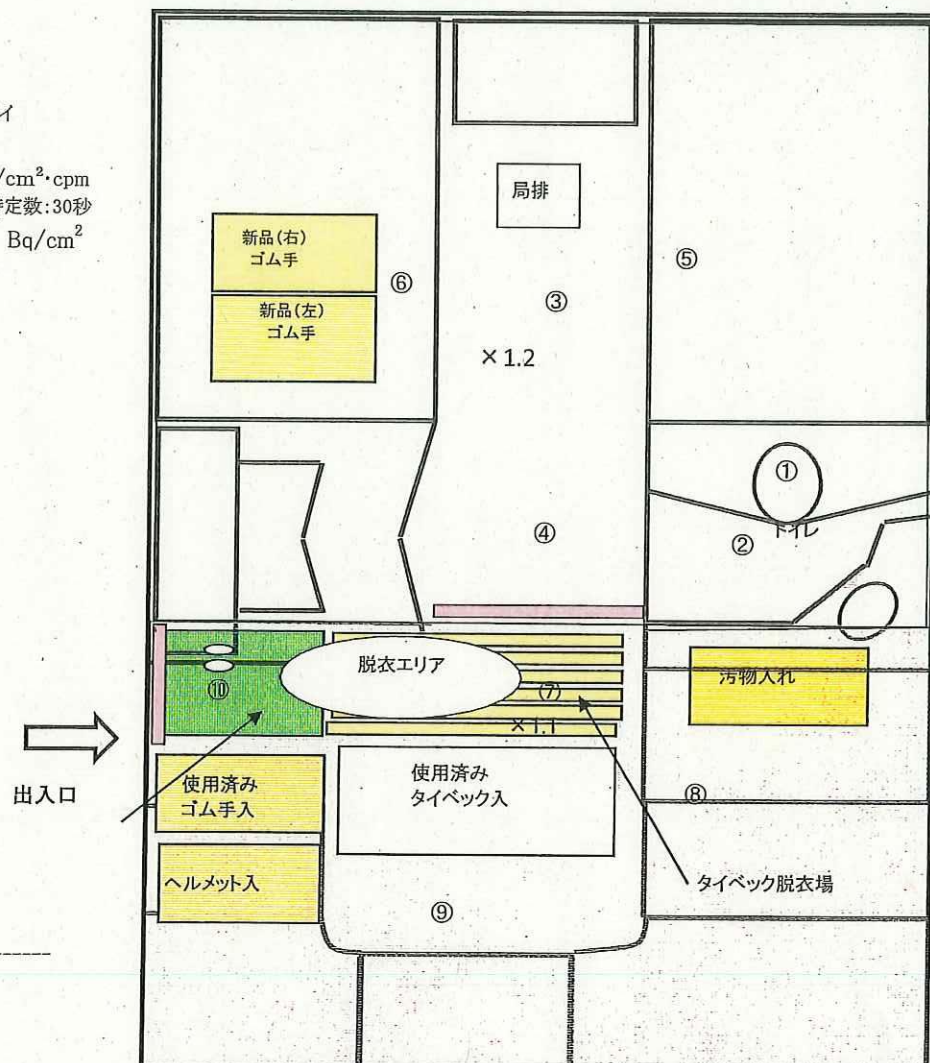 イ
/cm²･cpm
定数:30秒
Bq/cm²
局排
新品(右)
ゴム手
⑥
新品(左)
ゴム手
③
⑤
×1.2
①
トイレ
②
④
脱衣エリア
⑩
⑦
×1.1
汚物入れ
出入口
使用済み
ゴム手入
使用済み
タイベック入
⑧
ヘルメット入
タイベック脱衣場
⑨